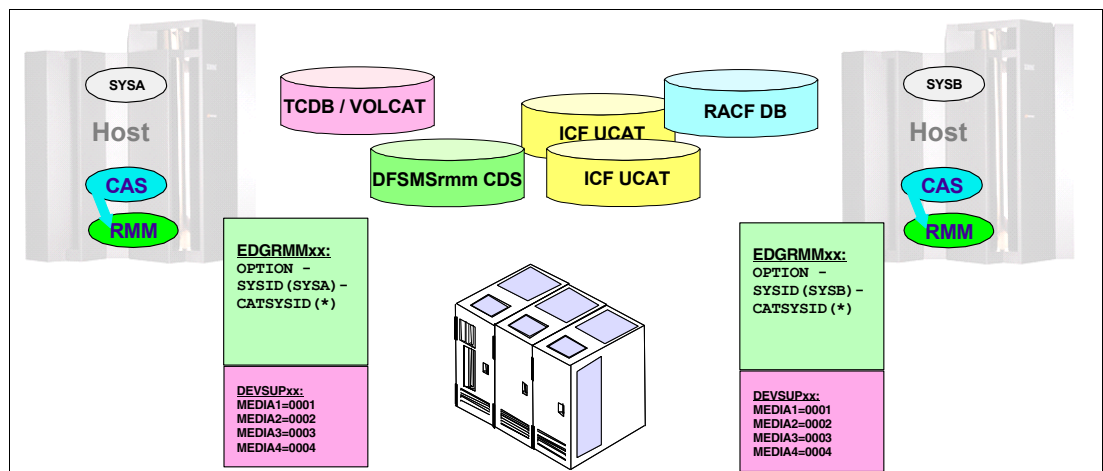 SYSA
Host
CAS
RMM
TCDB / VOLCAT
DFSMSrmm CDS
ICF UCAT
ICF UCAT
RACF DB
SYSB
Host
CAS
RMM
EDGRMMxx:
OPTION -
SYSID(SYSA)-
CATSYSID(*)
DEVSUPxx:
MEDIA1=0001
MEDIA2=0002
MEDIA3=0003
MEDIA4=0004
EDGRMMxx:
OPTION -
SYSID(SYSB)-
CATSYSID(*)
DEVSUPxx:
MEDIA1=0001
MEDIA2=0002
MEDIA3=0003
MEDIA4=0004